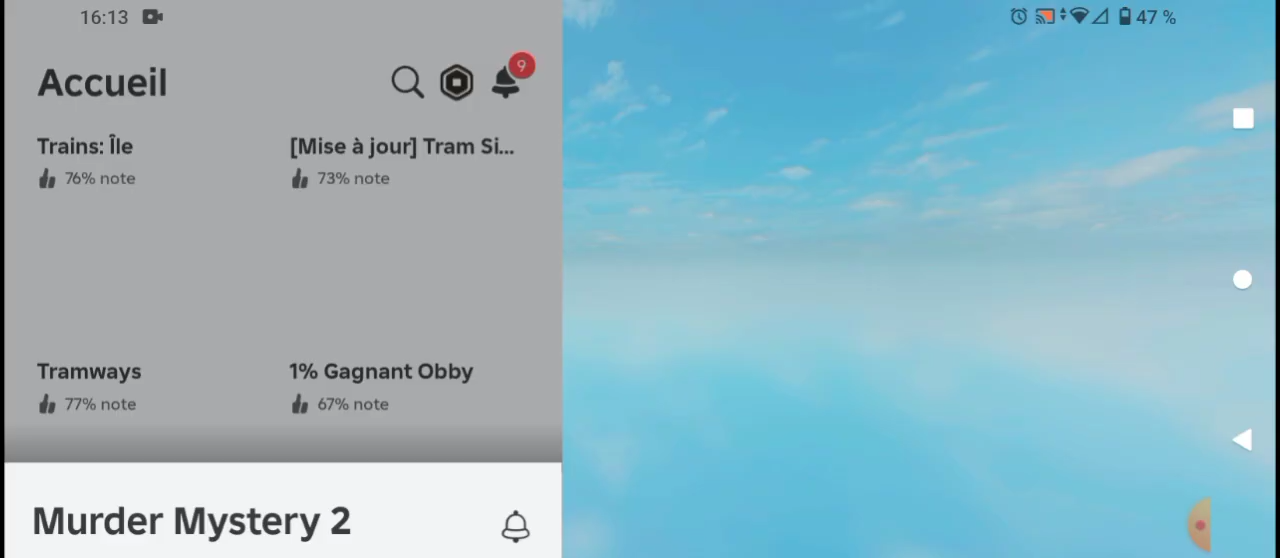 16:13
47 %
Accueil
9
Trains: Île
[Mise à jour] Tram Si...
76% note
73% note
Tramways
1% Gagnant Obby
77% note
67% note
Murder Mystery 2